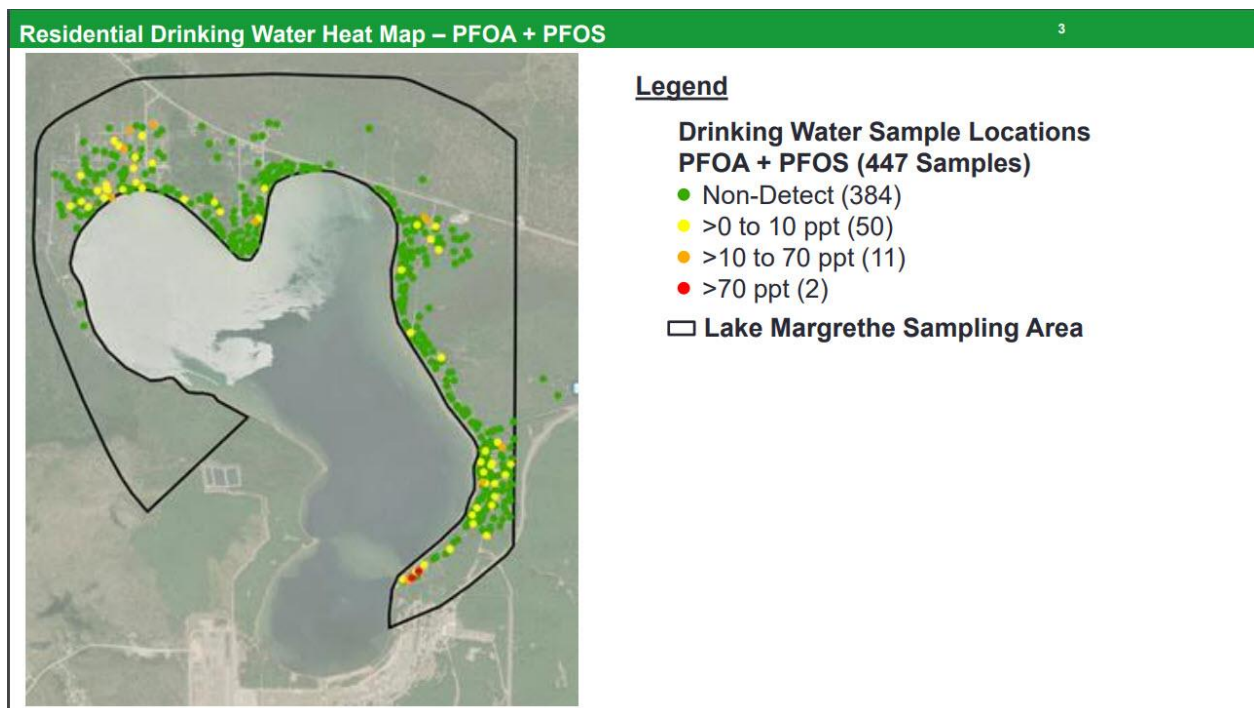 Residential Drinking Water Heat Map – PFOA + PFOS
3
Legend
Drinking Water Sample Locations
PFOA + PFOS (447 Samples)
Non-Detect (384)
>0 to 10 ppt (50)
>10 to 70 ppt (11)
>70 ppt (2)
Lake Margrethe Sampling Area